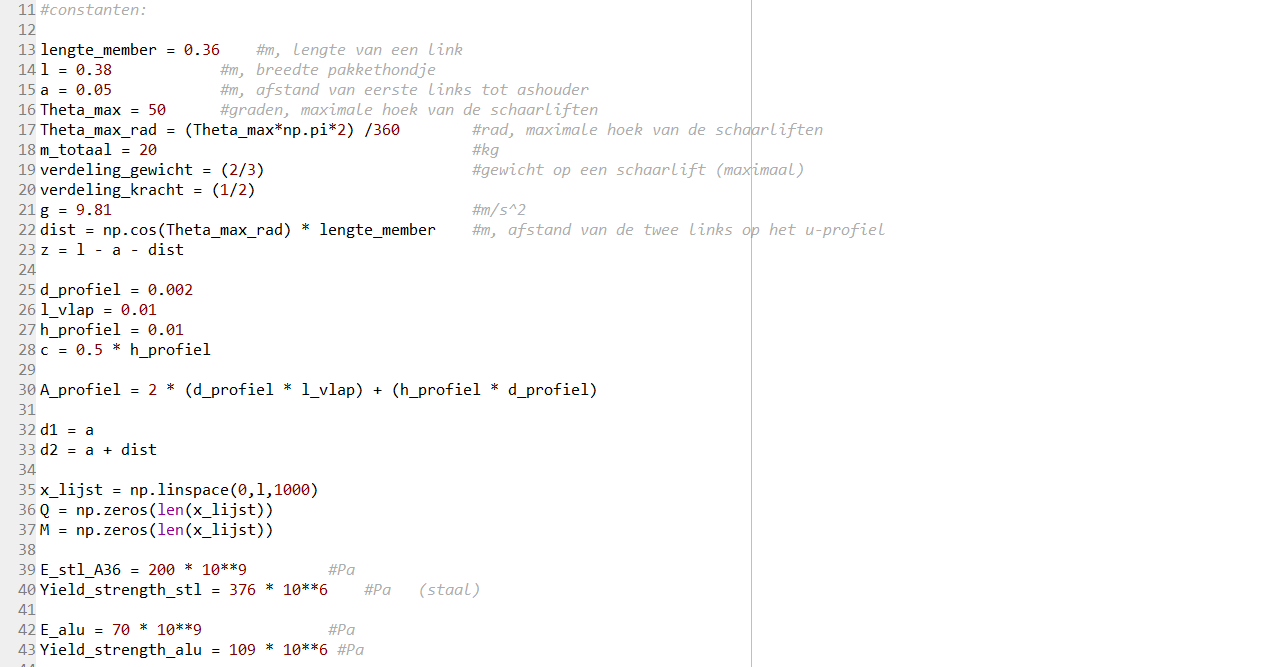 11 #constanten:
12
13 lengte_member = 0.36 #m, lengte van een link
14 l = 0.38 #m, breedte pakkethondje
15 a = 0.05 #m, afstand van eerste links tot ashouder
16 Theta_max = 50 #graden, maximale hoek van de schaarliften
17 Theta_max_rad = (Theta_max*np.pi*2) /360 #rad, maximale hoek van de schaarliften
18 m_totaal = 20 #kg
19 verdeling_gewicht = (2/3) #gewicht op een schaarlift (maximaal)
20 verdeling_kracht = (1/2)
21 g = 9.81 #m/s^2
22 dist = np.cos(Theta_max_rad) * lengte_member #m, afstand van de twee links op het u-profiel
23 z = l - a - dist
24
25 d_profiel = 0.002
26 l_vlap = 0.01
27 h_profiel = 0.01
28 c = 0.5 * h_profiel
29
30 A_profiel = 2 * (d_profiel * l_vlap) + (h_profiel * d_profiel)
31
32 d1 = a
33 d2 = a + dist
34
35 x_lijst = np.linspace(0,l,1000)
36 Q = np.zeros(len(x_lijst))
37 M = np.zeros(len(x_lijst))
38
39 E_stl_A36 = 200 * 10**9 #Pa
40 Yield_strength_stl = 376 * 10**6 #Pa (staal)
41
42 E_alu = 70 * 10**9 #Pa
43 Yield_strength_alu = 109 * 10**6 #Pa